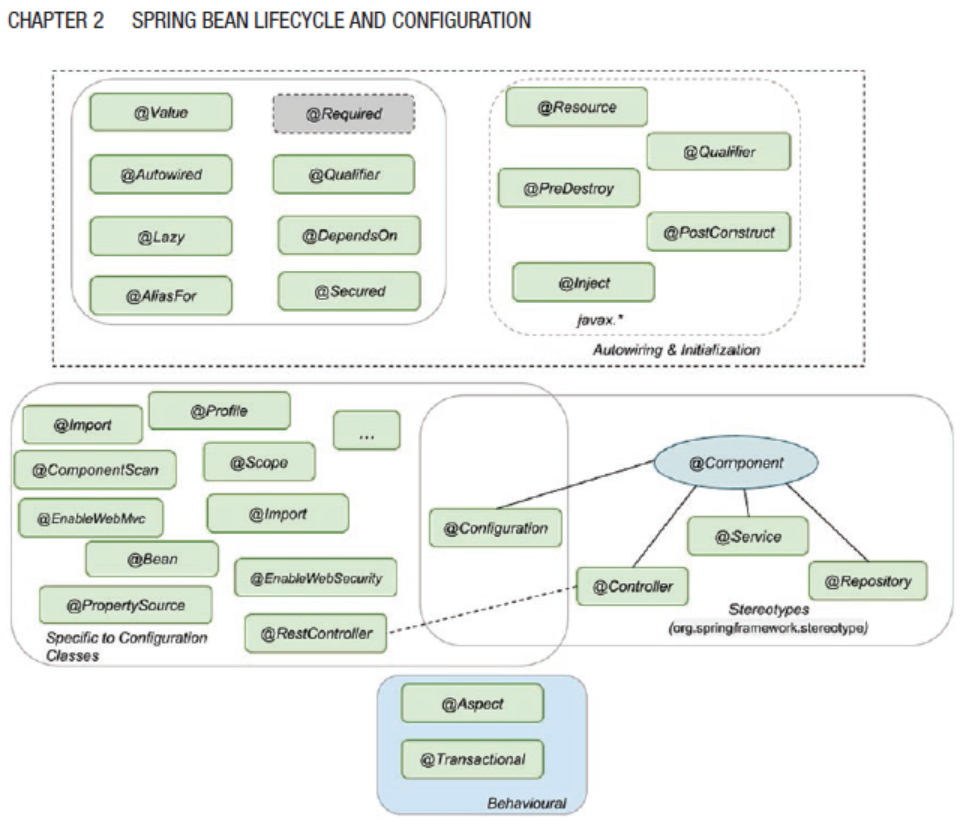 CHAPTER 2 SPRING BEAN LIFECYCLE AND CONFIGURATION
@Value
@Required
@Autowired
@Qualifier
@Lazy
@DependsOn
@AliasFor
@Secured
@Resource
@Qualifier
@PreDestroy
@PostConstruct
@Inject
javax.*
Autowiring & Initialization
@Import
@Profile
...
@ComponentScan
@Scope
@EnableWebMvc
@Import
@Bean
@EnableWebSecurity
@PropertySource
@RestController
Specific to Configuration
Classes
@Configuration
@Component
@Service
@Controller
@Repository
Stereotypes
(org.springframework.stereotype)
@Aspect
@Transactional
Behavioural